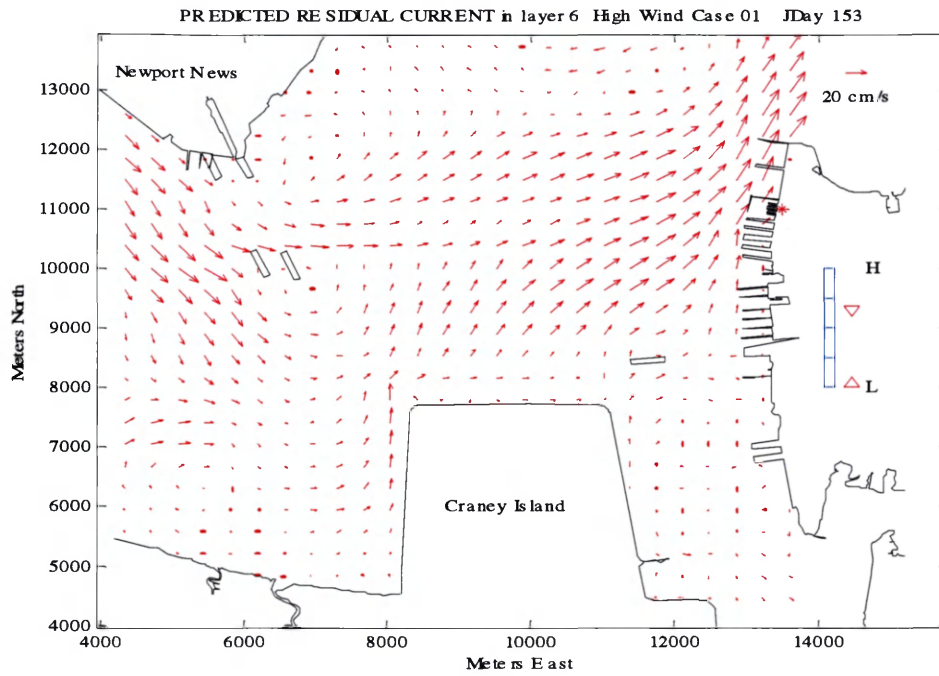 PREDICTED RESIDUAL CURRENT in layer 6 High Wind Case 01 JDay 153
Newport News
20 cm/s
13000
12000
11000
10000
9000
8000
7000
6000
5000
4000
Meters North
H
L
Craney Island
4000 6000 8000 10000 12000 14000
Meters East